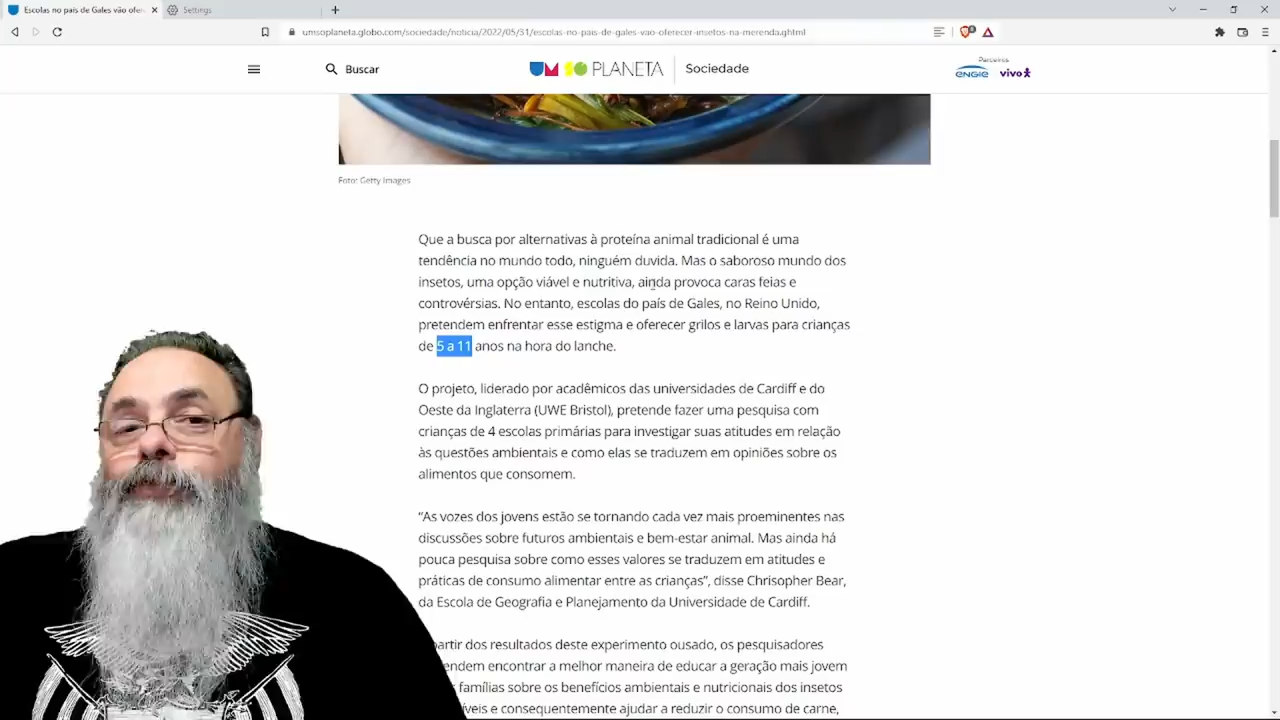 Escolas no país de Gales vão ofer
Settings
umsoplaneta.globo.com/sociedade/noticia/2022/05/31/escolas-no-pais-de-gales-vao-oferecer-insetos-na-merenda.ghtml
Buscar
UM SÓ PLANETA
Sociedade
Parceiros
ENGIE
vivo
Foto: Getty Images
Que a busca por alternativas à proteína animal tradicional é uma
tendência no mundo todo, ninguém duvida. Mas o saboroso mundo dos
insetos, uma opção viável e nutritiva, ainda provoca caras feias e
controvérsias. No entanto, escolas do país de Gales, no Reino Unido,
pretendem enfrentar esse estigma e oferecer grilos e larvas para crianças
de 5 a 11 anos na hora do lanche.
O projeto, liderado por acadêmicos das universidades de Cardiff e do
Oeste da Inglaterra (UWE Bristol), pretende fazer uma pesquisa com
crianças de 4 escolas primárias para investigar suas atitudes em relação
às questões ambientais e como elas se traduzem em opiniões sobre os
alimentos que consomem.
“As vozes dos jovens estão se tornando cada vez mais proeminentes nas
discussões sobre futuros ambientais e bem-estar animal. Mas ainda há
pouca pesquisa sobre como esses valores se traduzem em atitudes e
práticas de consumo alimentar entre as crianças”, disse Chrisopher Bear,
da Escola de Geografia e Planejamento da Universidade de Cardiff.
partir dos resultados deste experimento ousado, os pesquisadores
endem encontrar a melhor maneira de educar a geração mais jovem
famílias sobre os benefícios ambientais e nutricionais dos insetos
íveis e consequentemente ajudar a reduzir o consumo de carne,